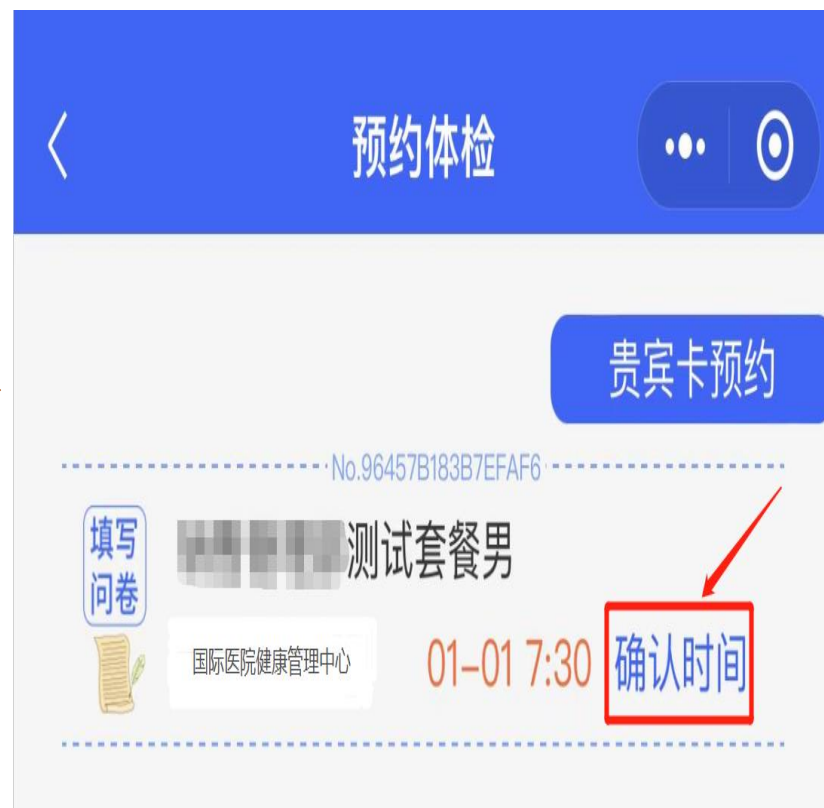 预约体检
贵宾卡预约
No.96457B183B7EFAF6
填写
问卷
测试套餐男
国际医院健康管理中心
01-01 7:30 确认时间